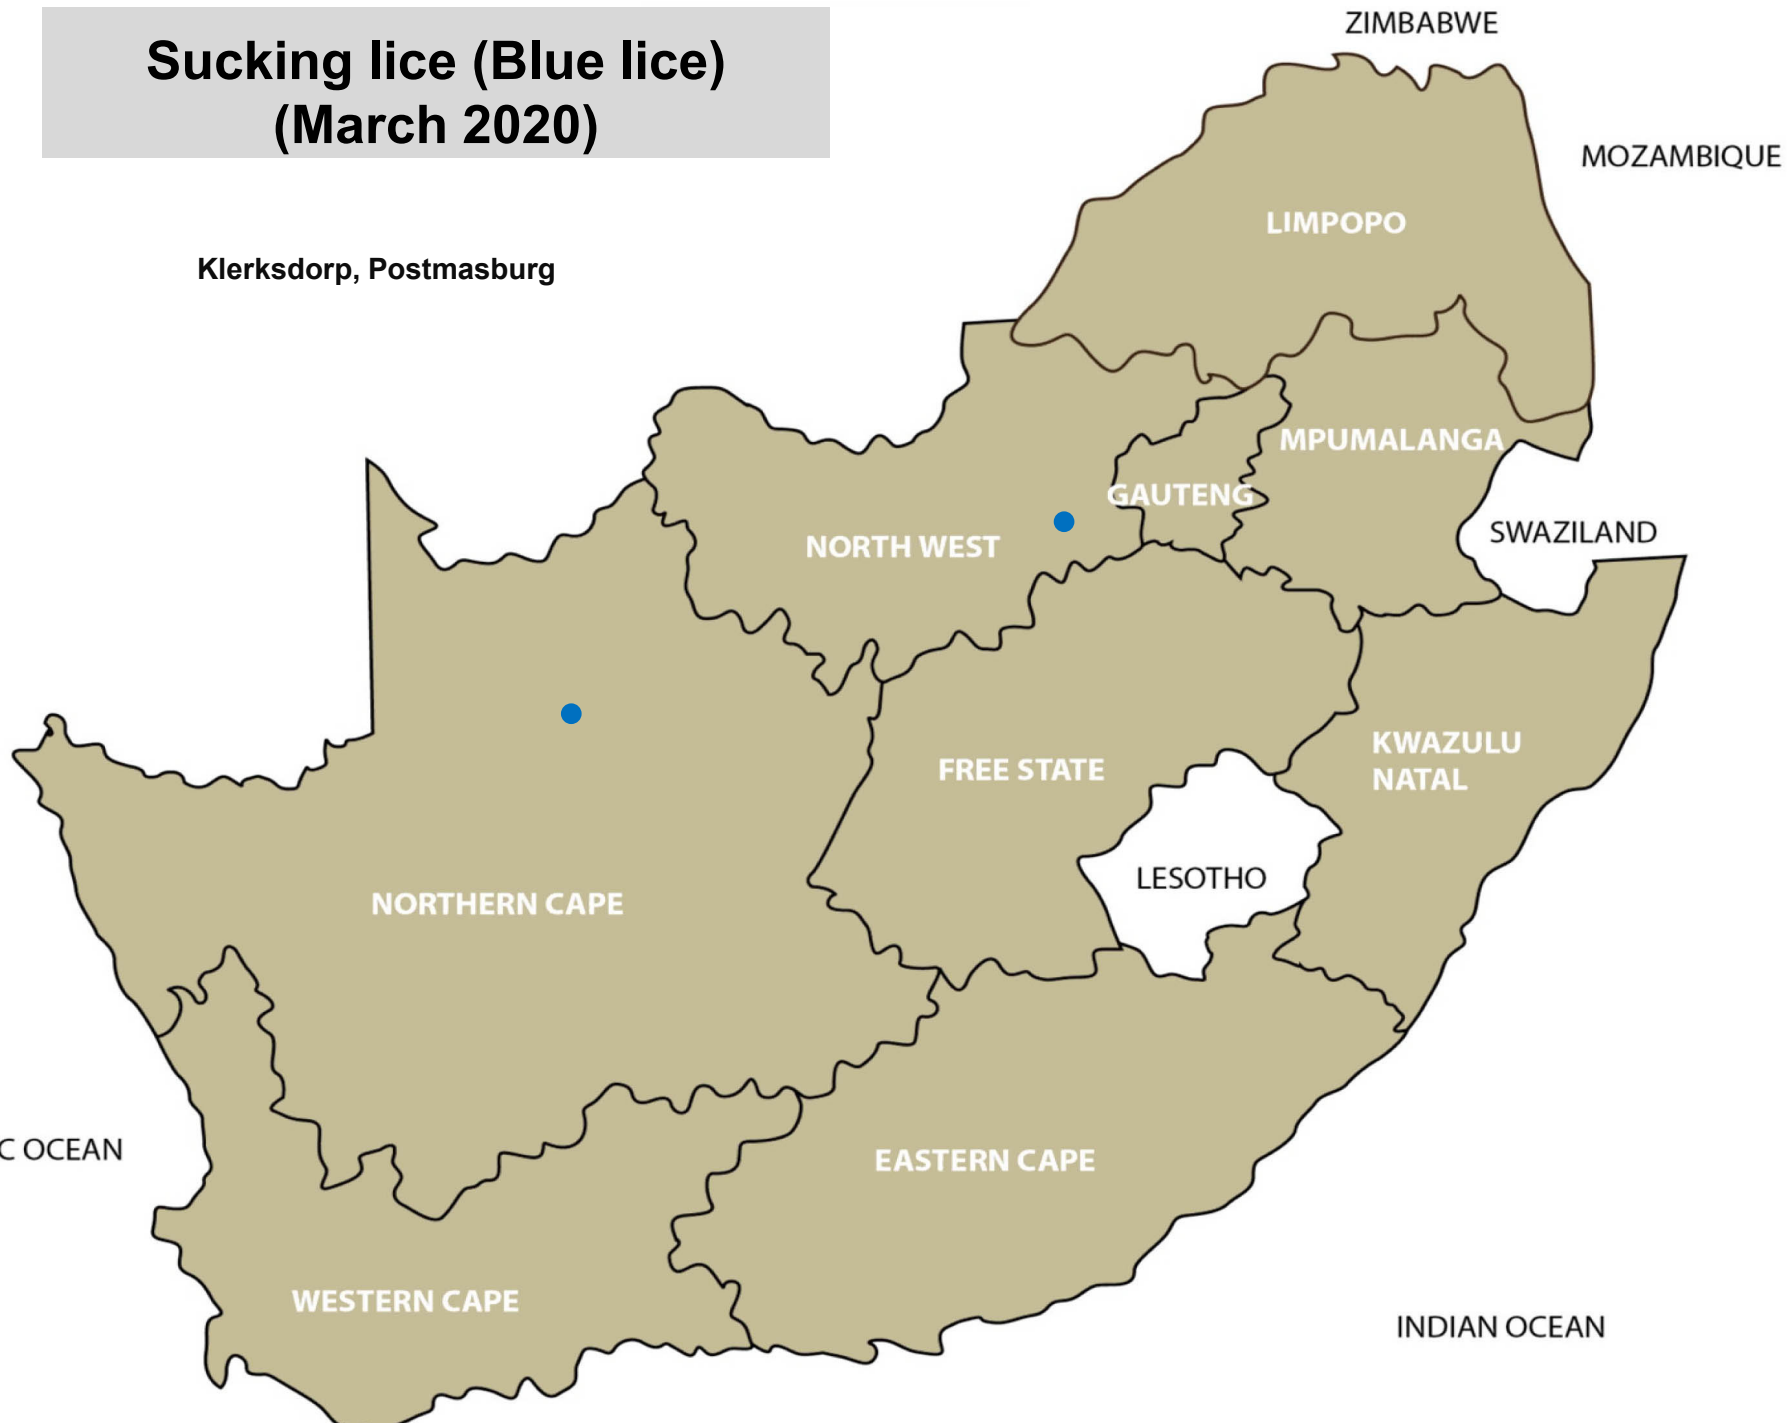 Sucking lice (Blue lice)
(March 2020)
Klerksdorp, Postmasburg
ZIMBABWE
MOZAMBIQUE
LIMPOPO
MPUMALANGA
GAUTENG
SWAZILAND
NORTH WEST
KWAZULU
NATAL
FREE STATE
LESOTHO
NORTHERN CAPE
C OCEAN
EASTERN CAPE
WESTERN CAPE
INDIAN OCEAN